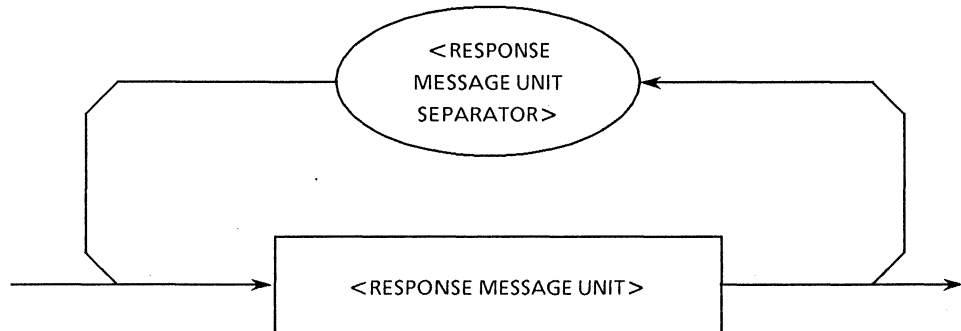 <RESPONSE
MESSAGE UNIT
SEPARATOR>
<RESPONSE MESSAGE UNIT>